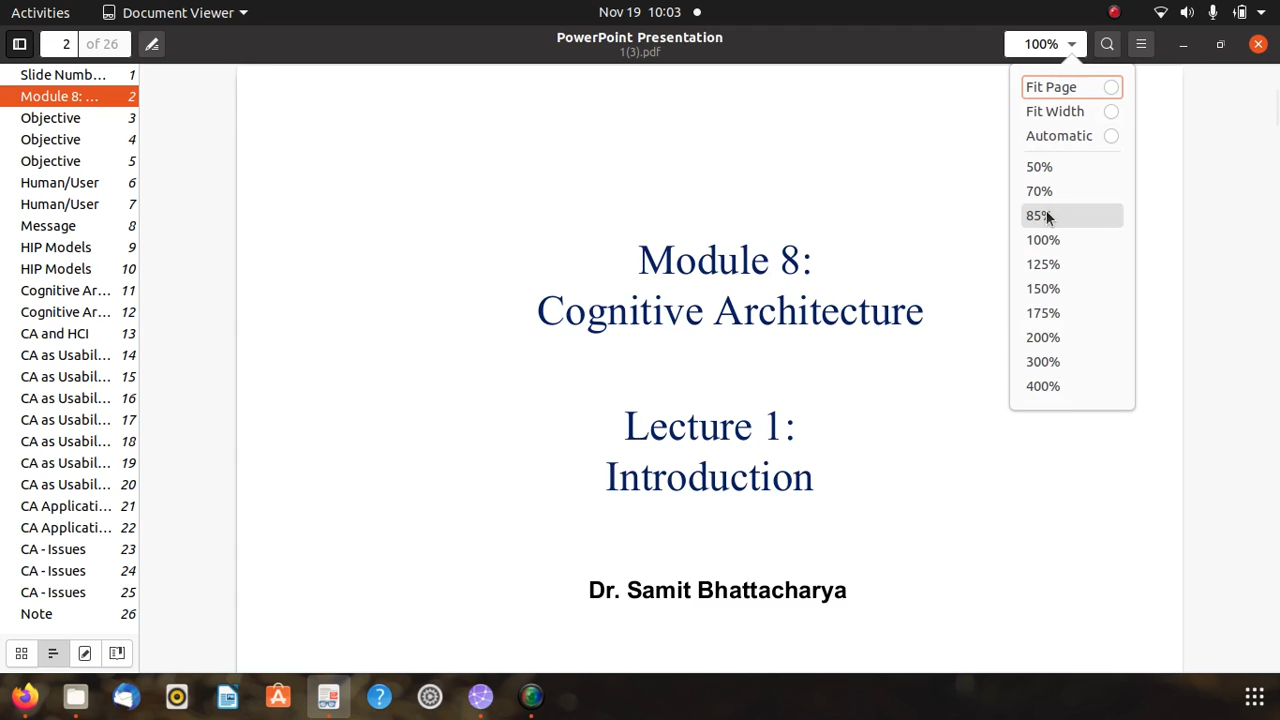 Activities
Document Viewer
Nov 19 10:03
2
of 26
PowerPoint Presentation
1(3).pdf
100%
Slide Numb... 1
Module 8: ... 2
Objective 3
Objective 4
Objective 5
Human/User 6
Human/User 7
Message 8
HIP Models 9
HIP Models 10
Cognitive Ar... 11
Cognitive Ar... 12
CA and HCI 13
CA as Usabil... 14
CA as Usabil... 15
CA as Usabil... 16
CA as Usabil... 17
CA as Usabil... 18
CA as Usabil... 19
CA as Usabil... 20
CA Applicati... 21
CA Applicati... 22
CA - Issues 23
CA - Issues 24
CA - Issues 25
Note 26
Module 8:
Cognitive Architecture
Lecture 1:
Introduction
Dr. Samit Bhattacharya
Fit Page
Fit Width
Automatic
50%
70%
85%
100%
125%
150%
175%
200%
300%
400%